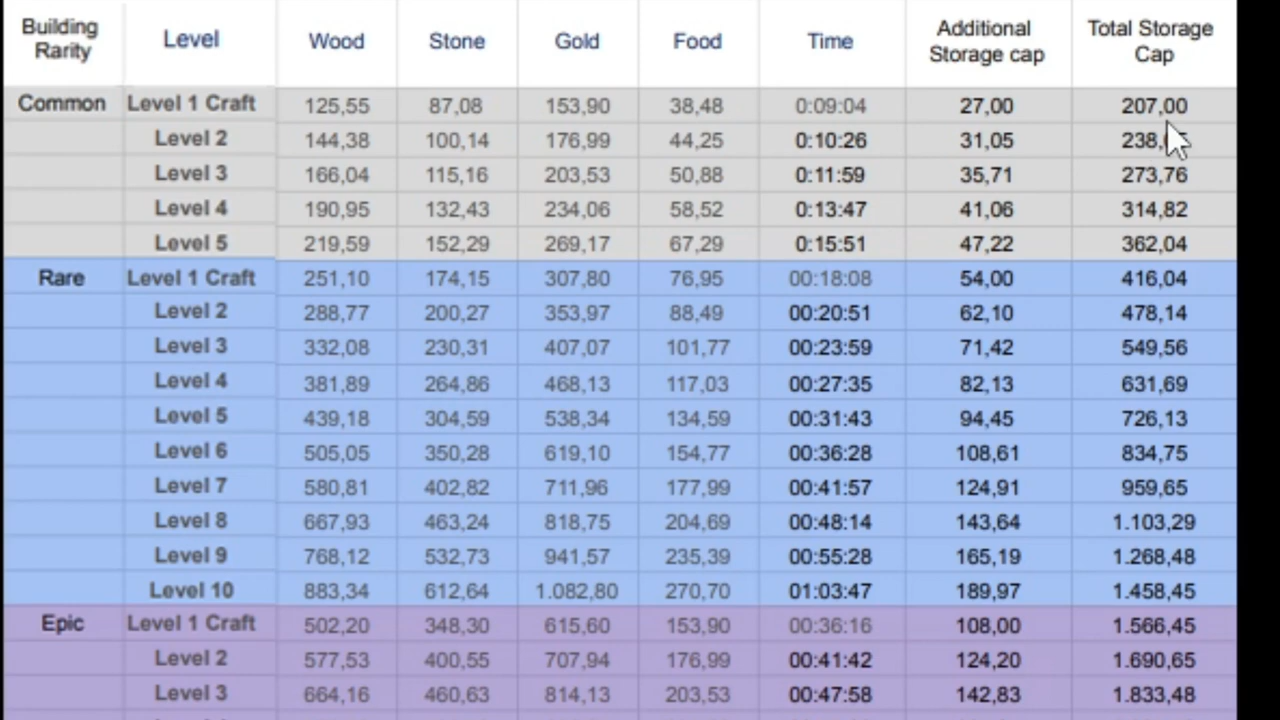 Building Rarity Level Wood Stone Gold Food Time Additional Storage cap Total Storage Cap
Common Level 1 Craft 125,55 87,08 153,90 38,48 0:09:04 27,00 207,00
Level 2 144,38 100,14 176,99 44,25 0:10:26 31,05
Level 3 166,04 115,16 203,53 50,88 0:11:59 35,71 273,76
Level 4 190,95 132,43 234,06 58,52 0:13:47 41,06 314,82
Level 5 219,59 152,29 269,17 67,29 0:15:51 47,22 362,04
Rare Level 1 Craft 251,10 174,15 307,80 76,95 00:18:08 54,00 416,04
Level 2 288,77 200,27 353,97 88,49 00:20:51 62,10 478,14
Level 3 332,08 230,31 407,07 101,77 00:23:59 71,42 549,56
Level 4 381,89 264,86 468,13 117,03 00:27:35 82,13 631,69
Level 5 439,18 304,59 538,34 134,59 00:31:43 94,45 726,13
Level 6 505,05 350,28 619,10 154,77 00:36:28 108,61 834,75
Level 7 580,81 402,82 711,96 177,99 00:41:57 124,91 959,65
Level 8 667,93 463,24 818,75 204,69 00:48:14 143,64 1.103,29
Level 9 768,12 532,73 941,57 235,39 00:55:28 165,19 1.268,48
Level 10 883,34 612,64 1.082,80 270,70 01:03:47 189,97 1.458,45
Epic Level 1 Craft 502,20 348,30 615,60 153,90 00:36:16 108,00 1.566,45
Level 2 577,53 400,55 707,94 176,99 00:41:42 124,20 1.690,65
Level 3 664,16 460,63 814,13 203,53 00:47:58 142,83 1.833,48